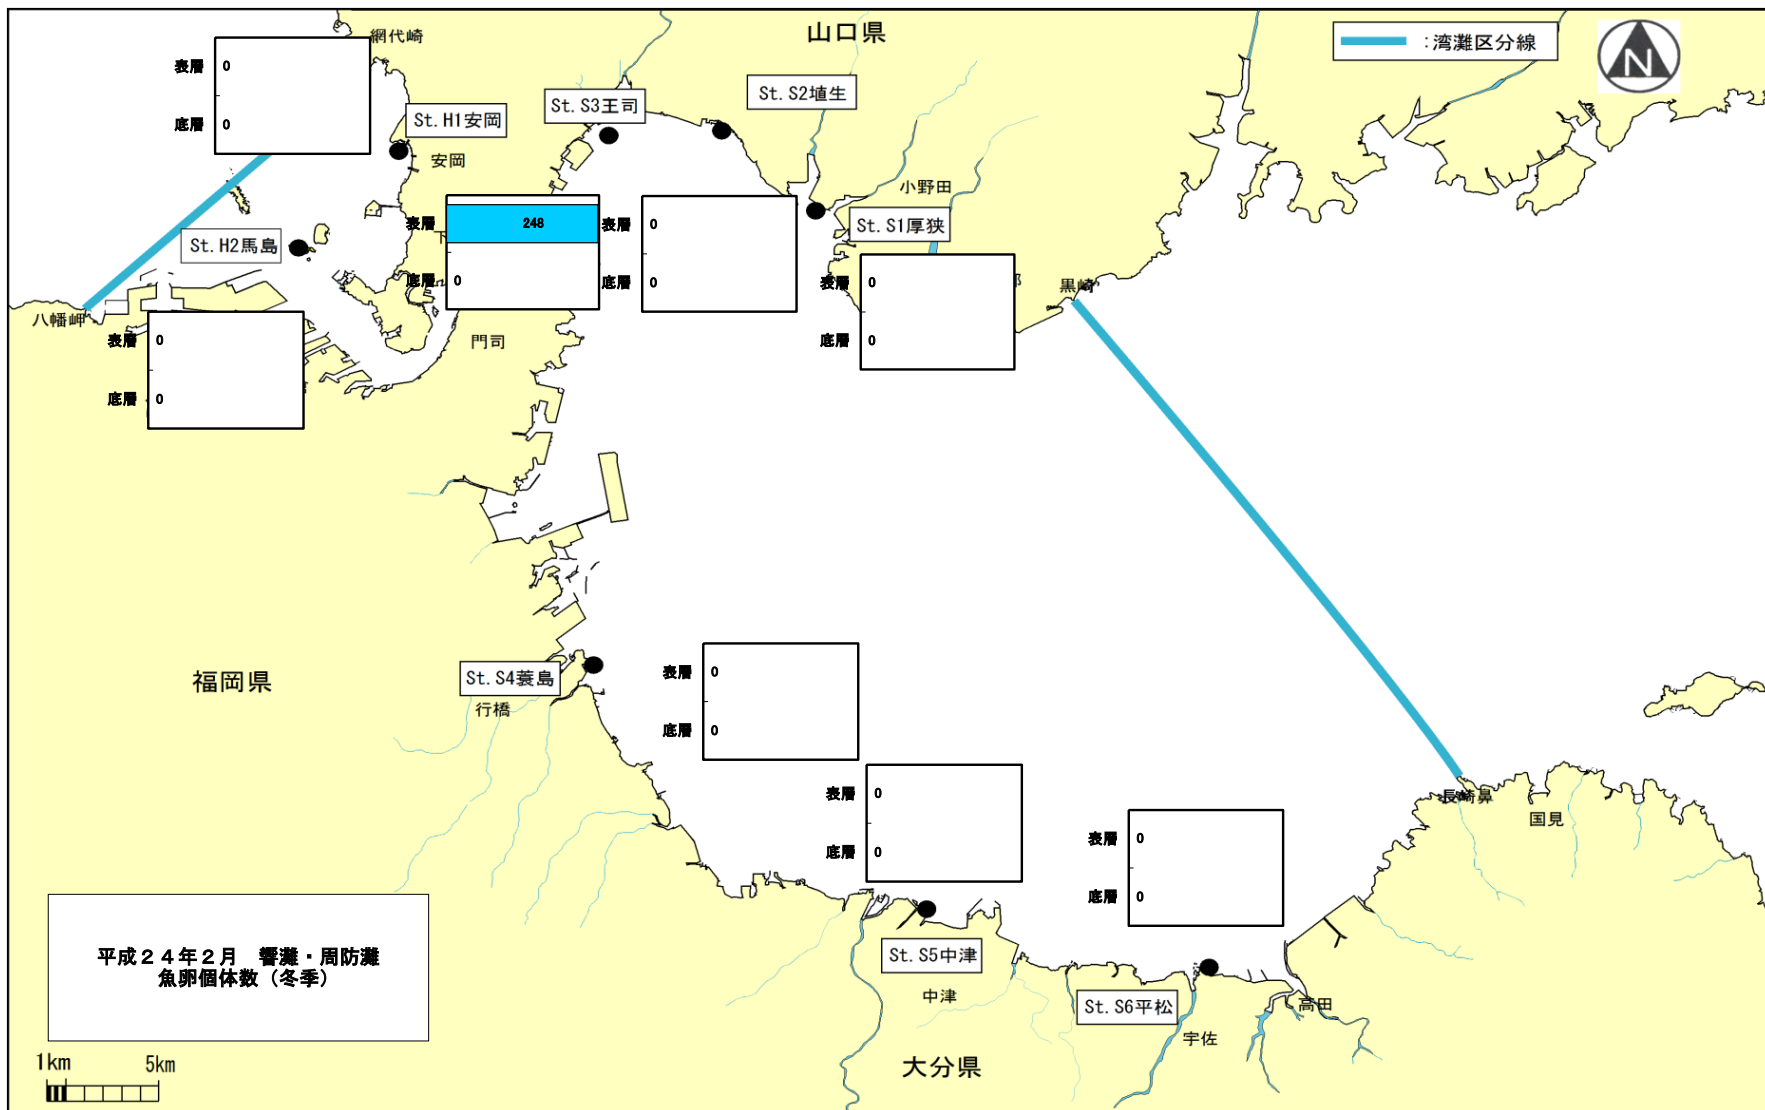 山口県
:湾灘区分線
N
網代崎
表層 0
底層 0
St.H1安岡
安岡
St.S3王司
St.S2埴生
小野田
St.S1厚狭
St.H2馬島
表層 248
底層 0
表層 0
底層 0
表層 0
底層 0
黒崎
八幡岬
表層 0
底層 0
門司
福岡県
St.S4蓑島
行橋
表層 0
底層 0
表層 0
底層 0
表層 0
底層 0
長崎鼻
国見
St.S5中津
中津
St.S6平松
宇佐
高田
大分県
平成24年2月 響灘・周防灘
魚卵個体数（冬季）
1km 5km